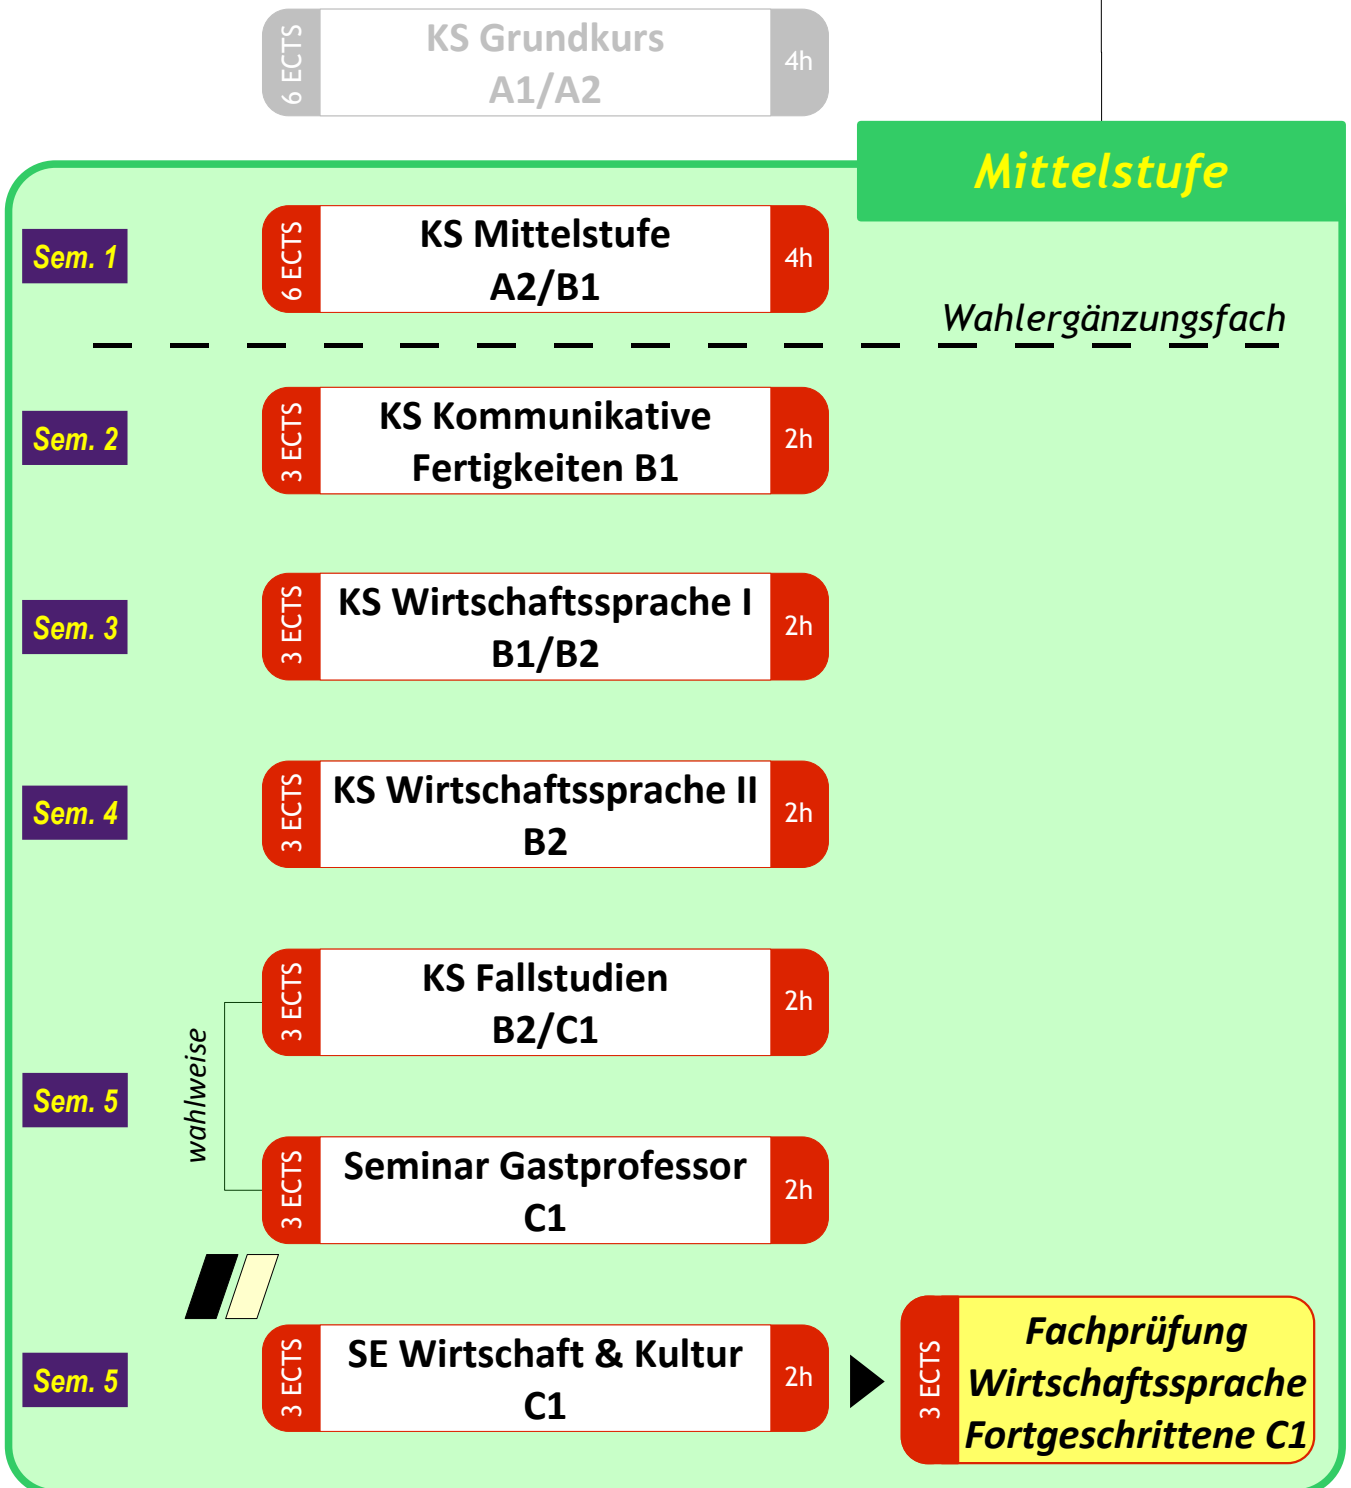 6 ECTS
KS Grundkurs
A1/A2
4h
Mittelstufe
Sem. 1
6 ECTS
KS Mittelstufe
A2/B1
4h
Wahlergänzungsfach
Sem. 2
3 ECTS
KS Kommunikative
Fertigkeiten B1
2h
Sem. 3
3 ECTS
KS Wirtschaftssprache I
B1/B2
2h
Sem. 4
3 ECTS
KS Wirtschaftssprache II
B2
2h
Sem. 5
wahlweise
3 ECTS
KS Fallstudien
B2/C1
2h
3 ECTS
Seminar Gastprofessor
C1
2h
Sem. 5
3 ECTS
SE Wirtschaft & Kultur
C1
2h
3 ECTS
Fachprüfung
Wirtschaftssprache
Fortgeschrittene C1